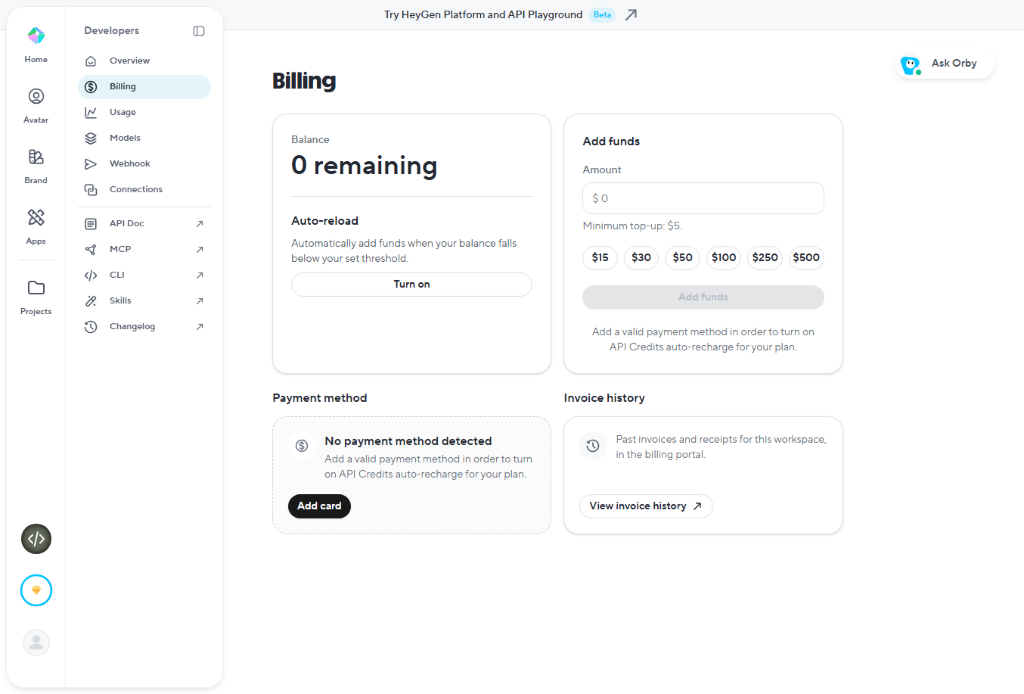 Try HeyGen Platform and API Playground Beta
Home
Avatar
Brand
Apps
Projects
Developers
Overview
Billing
Usage
Models
Webhook
Connections
API Doc
MCP
CLI
Skills
Changelog
Ask Orby
Billing
Balance
0 remaining
Auto-reload
Automatically add funds when your balance falls
below your set threshold.
Turn on
Add funds
Amount
$ 0
Minimum top-up: $5.
$15 $30 $50 $100 $250 $500
Add funds
Add a valid payment method in order to turn on
API Credits auto-recharge for your plan.
Payment method
No payment method detected
Add a valid payment method in order to turn
on API Credits auto-recharge for your plan.
Add card
Invoice history
Past invoices and receipts for this workspace,
in the billing portal.
View invoice history